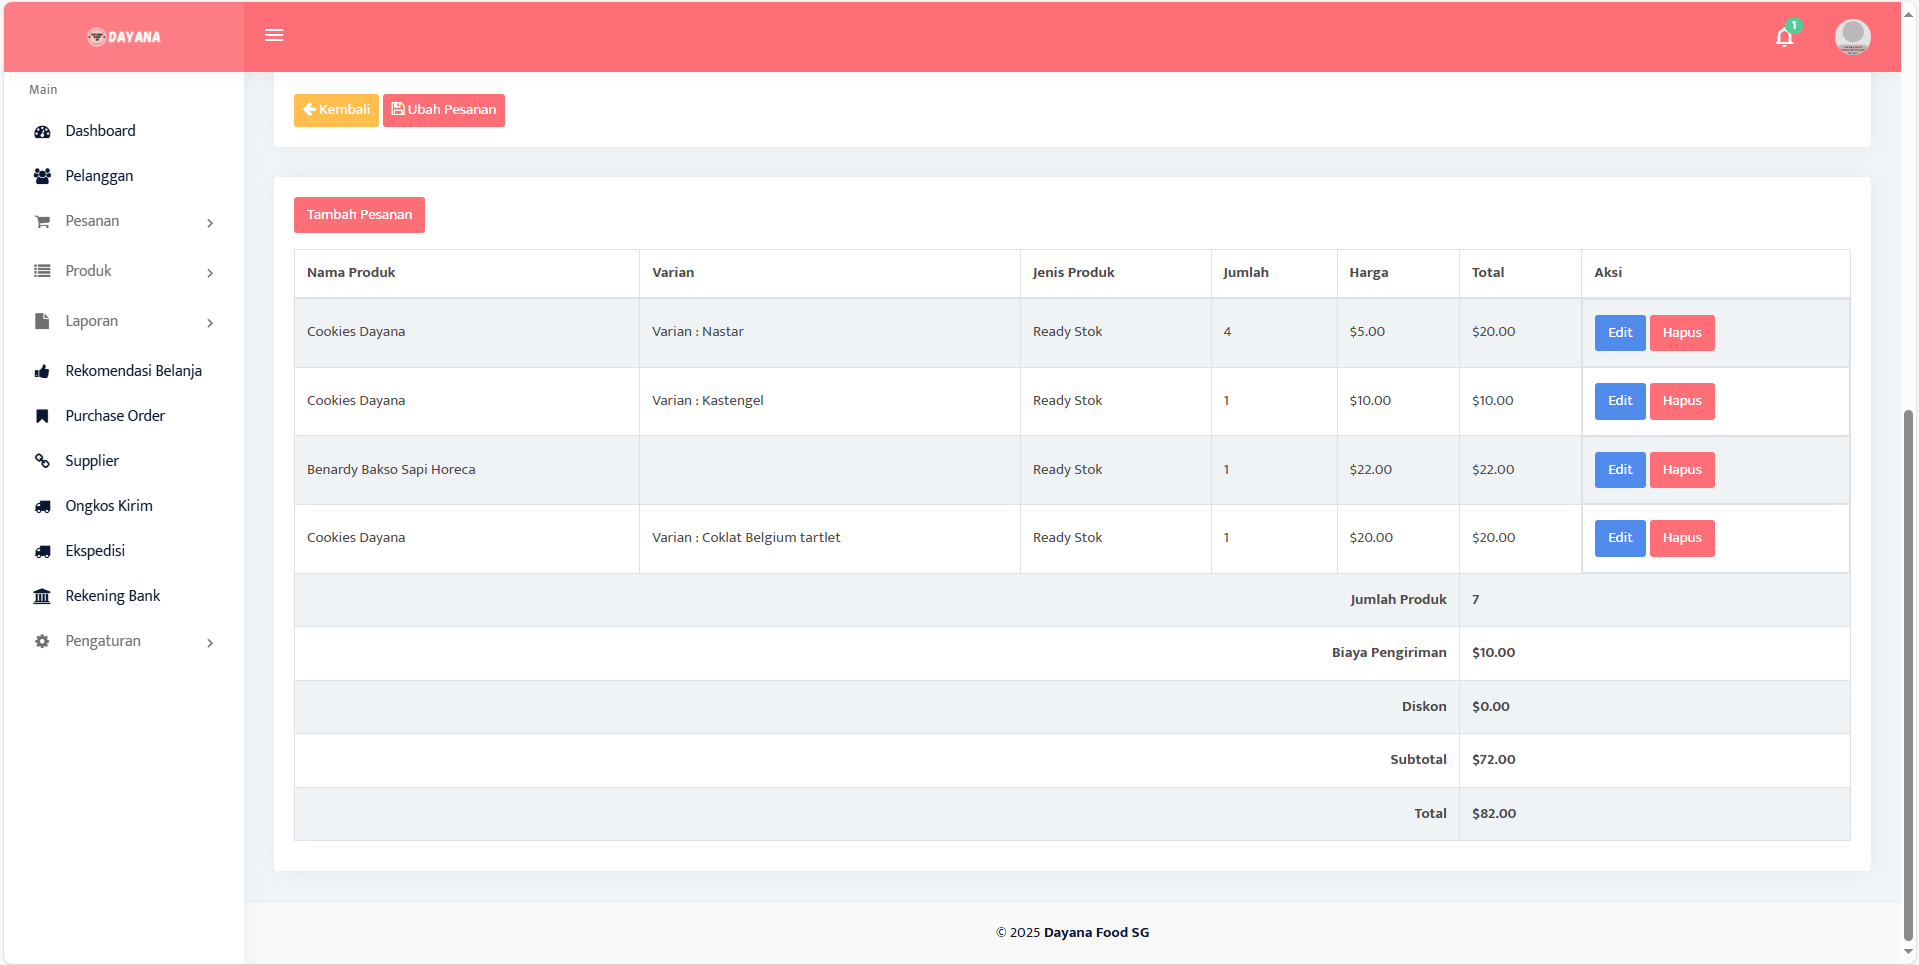 DAYANA
1
Main
Dashboard
Pelanggan
Pesanan
Produk
Laporan
Rekomendasi Belanja
Purchase Order
Supplier
Ongkos Kirim
Ekspedisi
Rekening Bank
Pengaturan
Kembali Ubah Pesanan
Tambah Pesanan
Nama Produk Varian Jenis Produk Jumlah Harga Total Aksi
Cookies Dayana Varian : Nastar Ready Stok 4 $5.00 $20.00 Edit Hapus
Cookies Dayana Varian : Kastengel Ready Stok 1 $10.00 $10.00 Edit Hapus
Benardy Bakso Sapi Horeca Ready Stok 1 $22.00 $22.00 Edit Hapus
Cookies Dayana Varian : Coklat Belgium tartlet Ready Stok 1 $20.00 $20.00 Edit Hapus
Jumlah Produk 7
Biaya Pengiriman $10.00
Diskon $0.00
Subtotal $72.00
Total $82.00
© 2025 Dayana Food SG